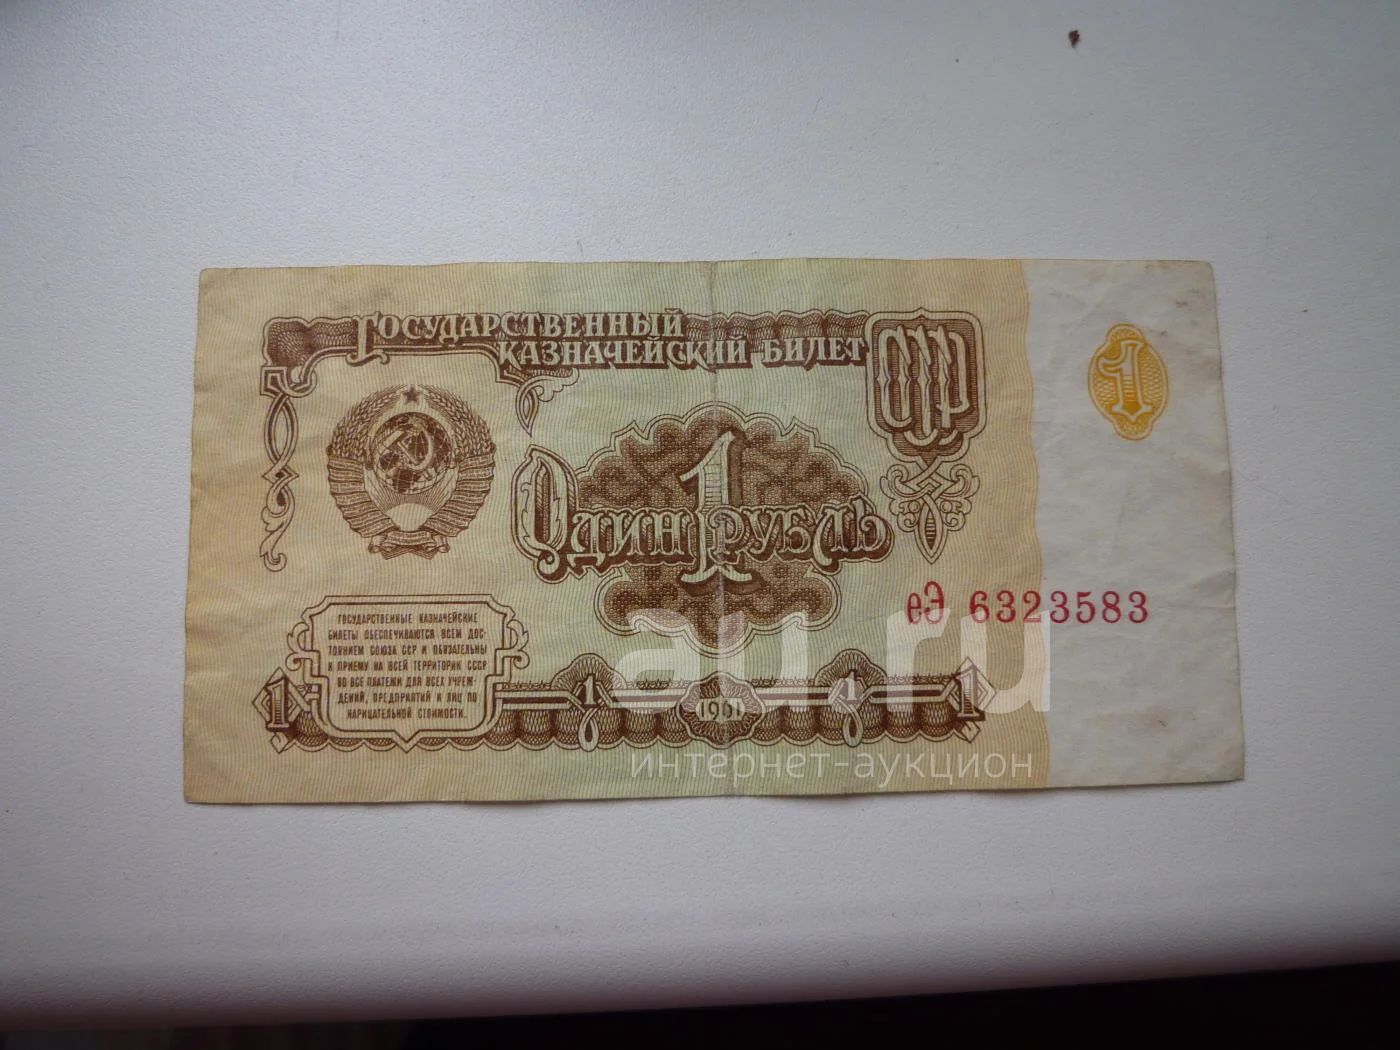 ГОСУДАРСТВЕННЫЙ
КАЗНАЧЕЙСКИЙ БИЛЕТ
СССР
1
1
ОДИН РУБЛЬ
еЭ 6323583
ГОСУДАРСТВЕННЫЕ КАЗНАЧЕЙСКИЕ
БИЛЕТЫ ОБЕСПЕЧИВАЮТСЯ ВСЕМ ДОС-
ТОЯНИЕМ СОЮЗА ССР И ОБЯЗАТЕЛЬНЫ
К ПРИЕМУ НА ВСЕЙ ТЕРРИТОРИИ СССР
ВО ВСЕ ПЛАТЕЖИ ДЛЯ ВСЕХ УЧРЕЖ-
ДЕНИЙ, ПРЕДПРИЯТИЙ И ЛИЦ ПО
НАРИЦАТЕЛЬНОЙ СТОИМОСТИ.
1 1 1961 1 1
au.ru
интернет-аукцион